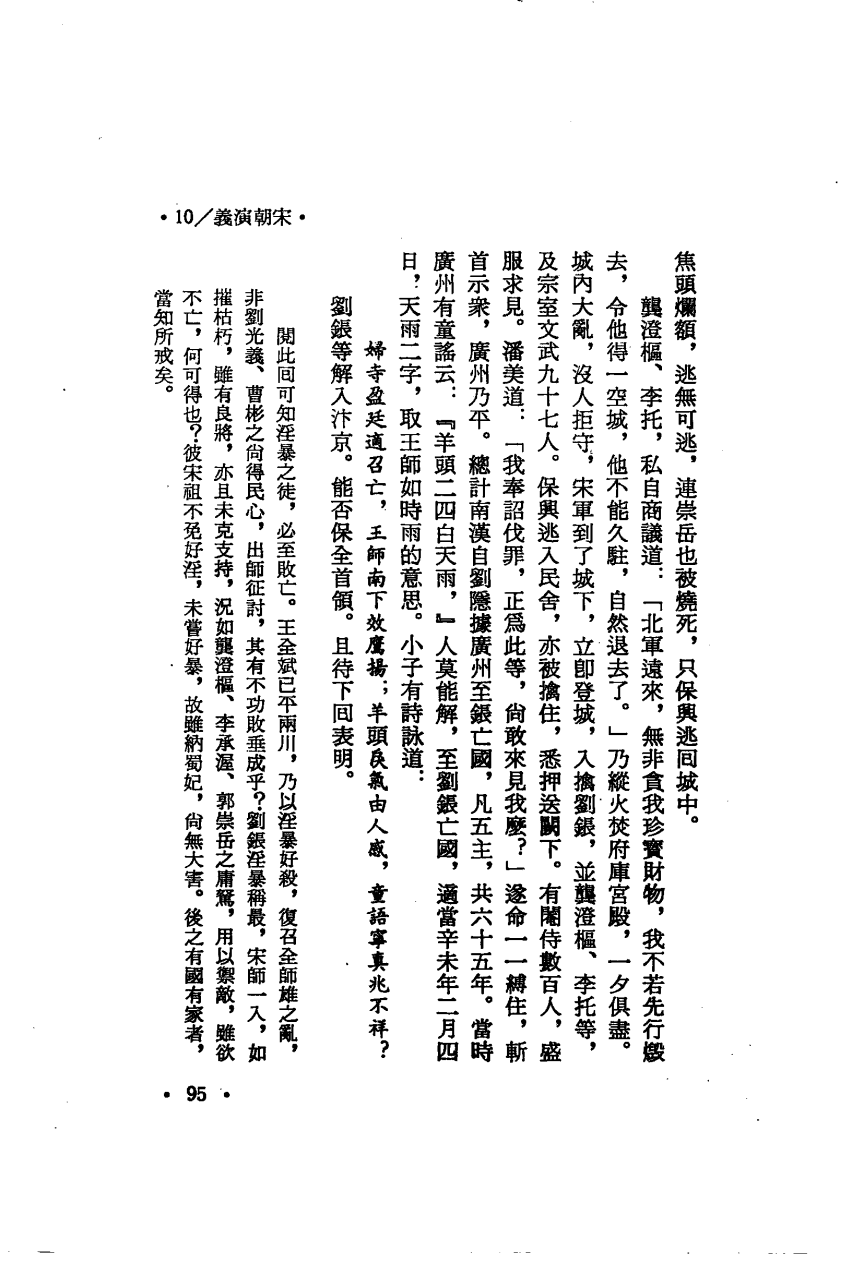 •10／義演朝宋•
焦頭爛額，逃無可逃，連崇岳也被燒死，只保興逃回城中。
龔澄樞、李托，私自商議道：「北軍遠來，無非貪我珍寶財物，我不若先行燬
去，令他得一空城，他不能久駐，自然退去了。」乃縱火焚府庫宮殿，一夕俱盡。
城內大亂，沒人拒守，宋軍到了城下，立卽登城，入擒劉鋹，並龔澄樞、李托等，
及宗室文武九十七人。保興逃入民舍，亦被擒住，悉押送闕下。有閹侍數百人，盛
服求見。潘美道：「我奉詔伐罪，正爲此等，尙敢來見我麼？」遂命一一縛住，斬
首示衆，廣州乃平。總計南漢自劉隱據廣州至鋹亡國，凡五主，共六十五年。當時
廣州有童謠云：『羊頭二四白天雨，』人莫能解，至劉鋹亡國，適當辛未年二月四
日，天雨二字，取王師如時雨的意思。小子有詩詠道：
婦寺盈廷適召亡，王師南下效鷹揚；羊頭戾氣由人感，童語寧真兆不祥？
劉鋹等解入汴京。能否保全首領。且待下回表明。
閱此回可知淫暴之徒，必至敗亡。王全斌已平兩川，乃以淫暴好殺，復召全師雄之亂，
非劉光義、曹彬之尙得民心，出師征討，其有不功敗垂成乎？劉鋹淫暴稱最，宋師一入，如
摧枯朽，雖有良將，亦且未克支持，況如龔澄樞、李承渥、郭崇岳之庸駑，用以禦敵，雖欲
不亡，何可得也？彼宋祖不免好淫，未嘗好暴，故雖納蜀妃，尙無大害。後之有國有家者，
當知所戒矣。
•95•